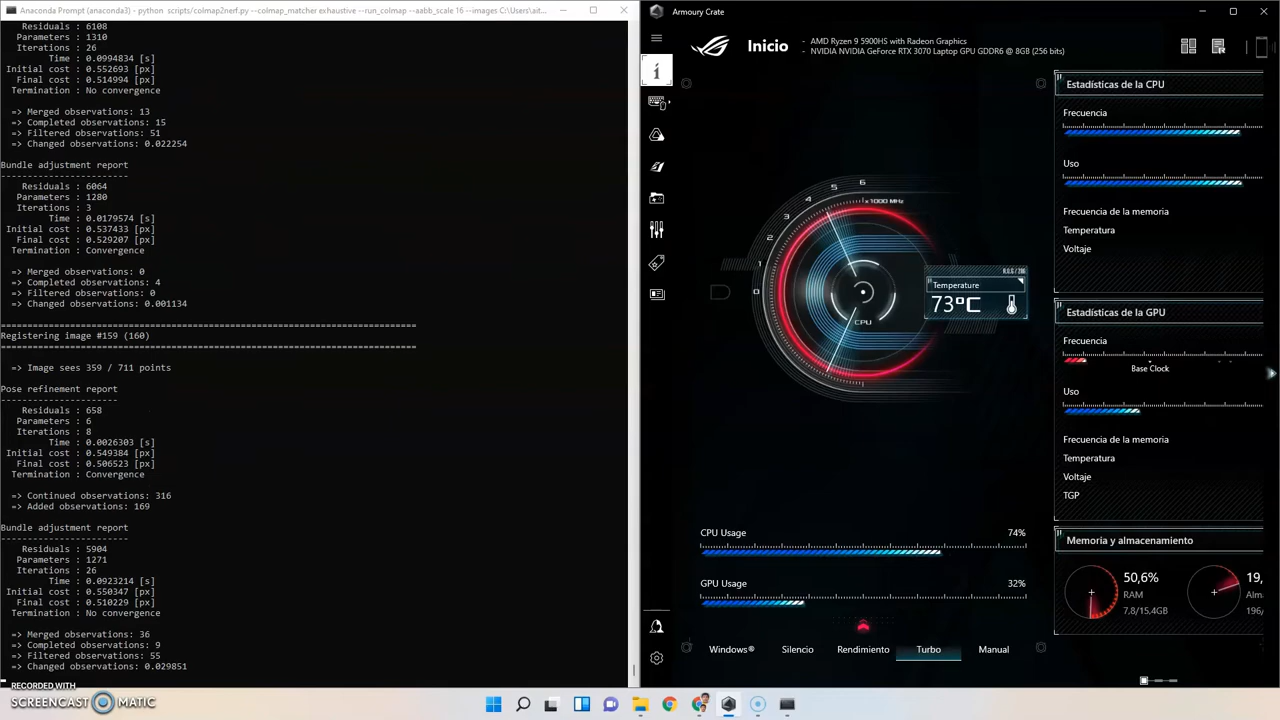 Anaconda Prompt (anaconda3) - python scripts/colmap2nerf.py --colmap_matcher exhaustive --run_colmap --aabb_scale 16 --images C:\Users\ait...
Residuals : 6108
Parameters : 1310
Iterations : 26
Time : 0.0994834 [s]
Initial cost : 0.552693 [px]
Final cost : 0.514994 [px]
Termination : No convergence
=> Merged observations: 13
=> Completed observations: 15
=> Filtered observations: 51
=> Changed observations: 0.022254
Bundle adjustment report
------------------------
Residuals : 6064
Parameters : 1280
Iterations : 3
Time : 0.0179574 [s]
Initial cost : 0.537433 [px]
Final cost : 0.529207 [px]
Termination : Convergence
=> Merged observations: 0
=> Completed observations: 4
=> Filtered observations: 0
=> Changed observations: 0.001134
==============================================================================
Registering image #159 (160)
==============================================================================
=> Image sees 359 / 711 points
Pose refinement report
----------------------
Residuals : 658
Parameters : 6
Iterations : 8
Time : 0.0026303 [s]
Initial cost : 0.549384 [px]
Final cost : 0.506523 [px]
Termination : Convergence
=> Continued observations: 316
=> Added observations: 169
Bundle adjustment report
------------------------
Residuals : 5904
Parameters : 1271
Iterations : 26
Time : 0.0923214 [s]
Initial cost : 0.550347 [px]
Final cost : 0.510229 [px]
Termination : No convergence
=> Merged observations: 36
=> Completed observations: 9
=> Filtered observations: 55
=> Changed observations: 0.029851
RECORDED WITH
SCREENCAST MATIC
Armoury Crate
Inicio
AMD Ryzen 9 5900HS with Radeon Graphics
NVIDIA NVIDIA GeForce RTX 3070 Laptop GPU GDDR6 @ 8GB (256 bits)
0
1
2
3
4
5
6
x1000 MHz
CPU
R.O.G / 286
Temperature
73°C
CPU Usage
74%
GPU Usage
32%
Windows®
Silencio
Rendimiento
Turbo
Manual
Estadísticas de la CPU
Frecuencia
Uso
Frecuencia de la memoria
Temperatura
Voltaje
Estadísticas de la GPU
Frecuencia
Base Clock
Uso
Frecuencia de la memoria
Temperatura
Voltaje
TGP
Memoria y almacenamiento
50,6%
RAM
7,8/15,4GB
19,
Alma
196/